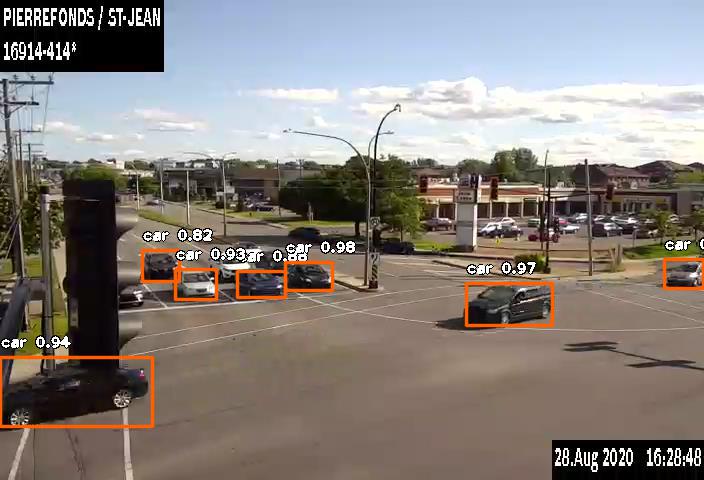 PIERREFONDS / ST-JEAN
16914-414*
car 0.82
car 0.93
car 0.98
car 0.97
car 0.94
28.Aug 2020 16:28:48